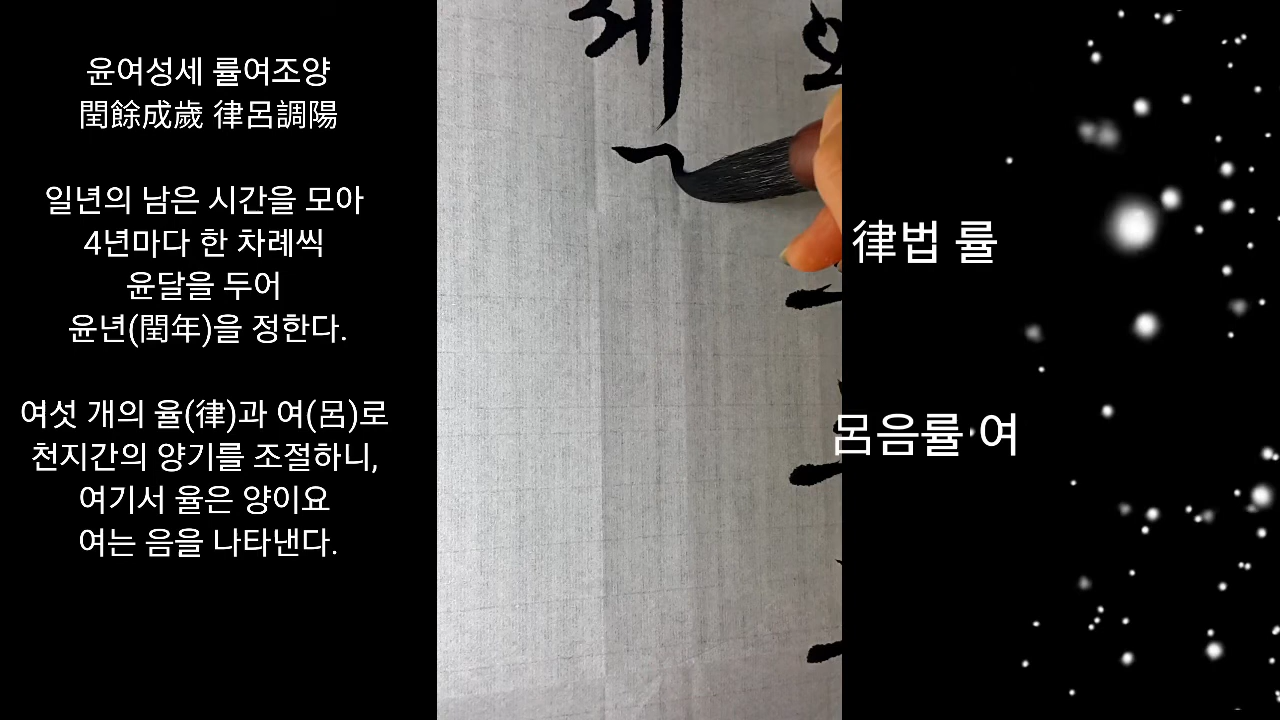 윤여성세 률여조양
閏餘成歲 律呂調陽
일년의 남은 시간을 모아
4년마다 한 차례씩
윤달을 두어
윤년(閏年)을 정한다.
여섯 개의 율(律)과 여(呂)로
천지간의 양기를 조절하니,
여기서 율은 양이요
여는 음을 나타낸다.
세
律법 률
呂음률 여